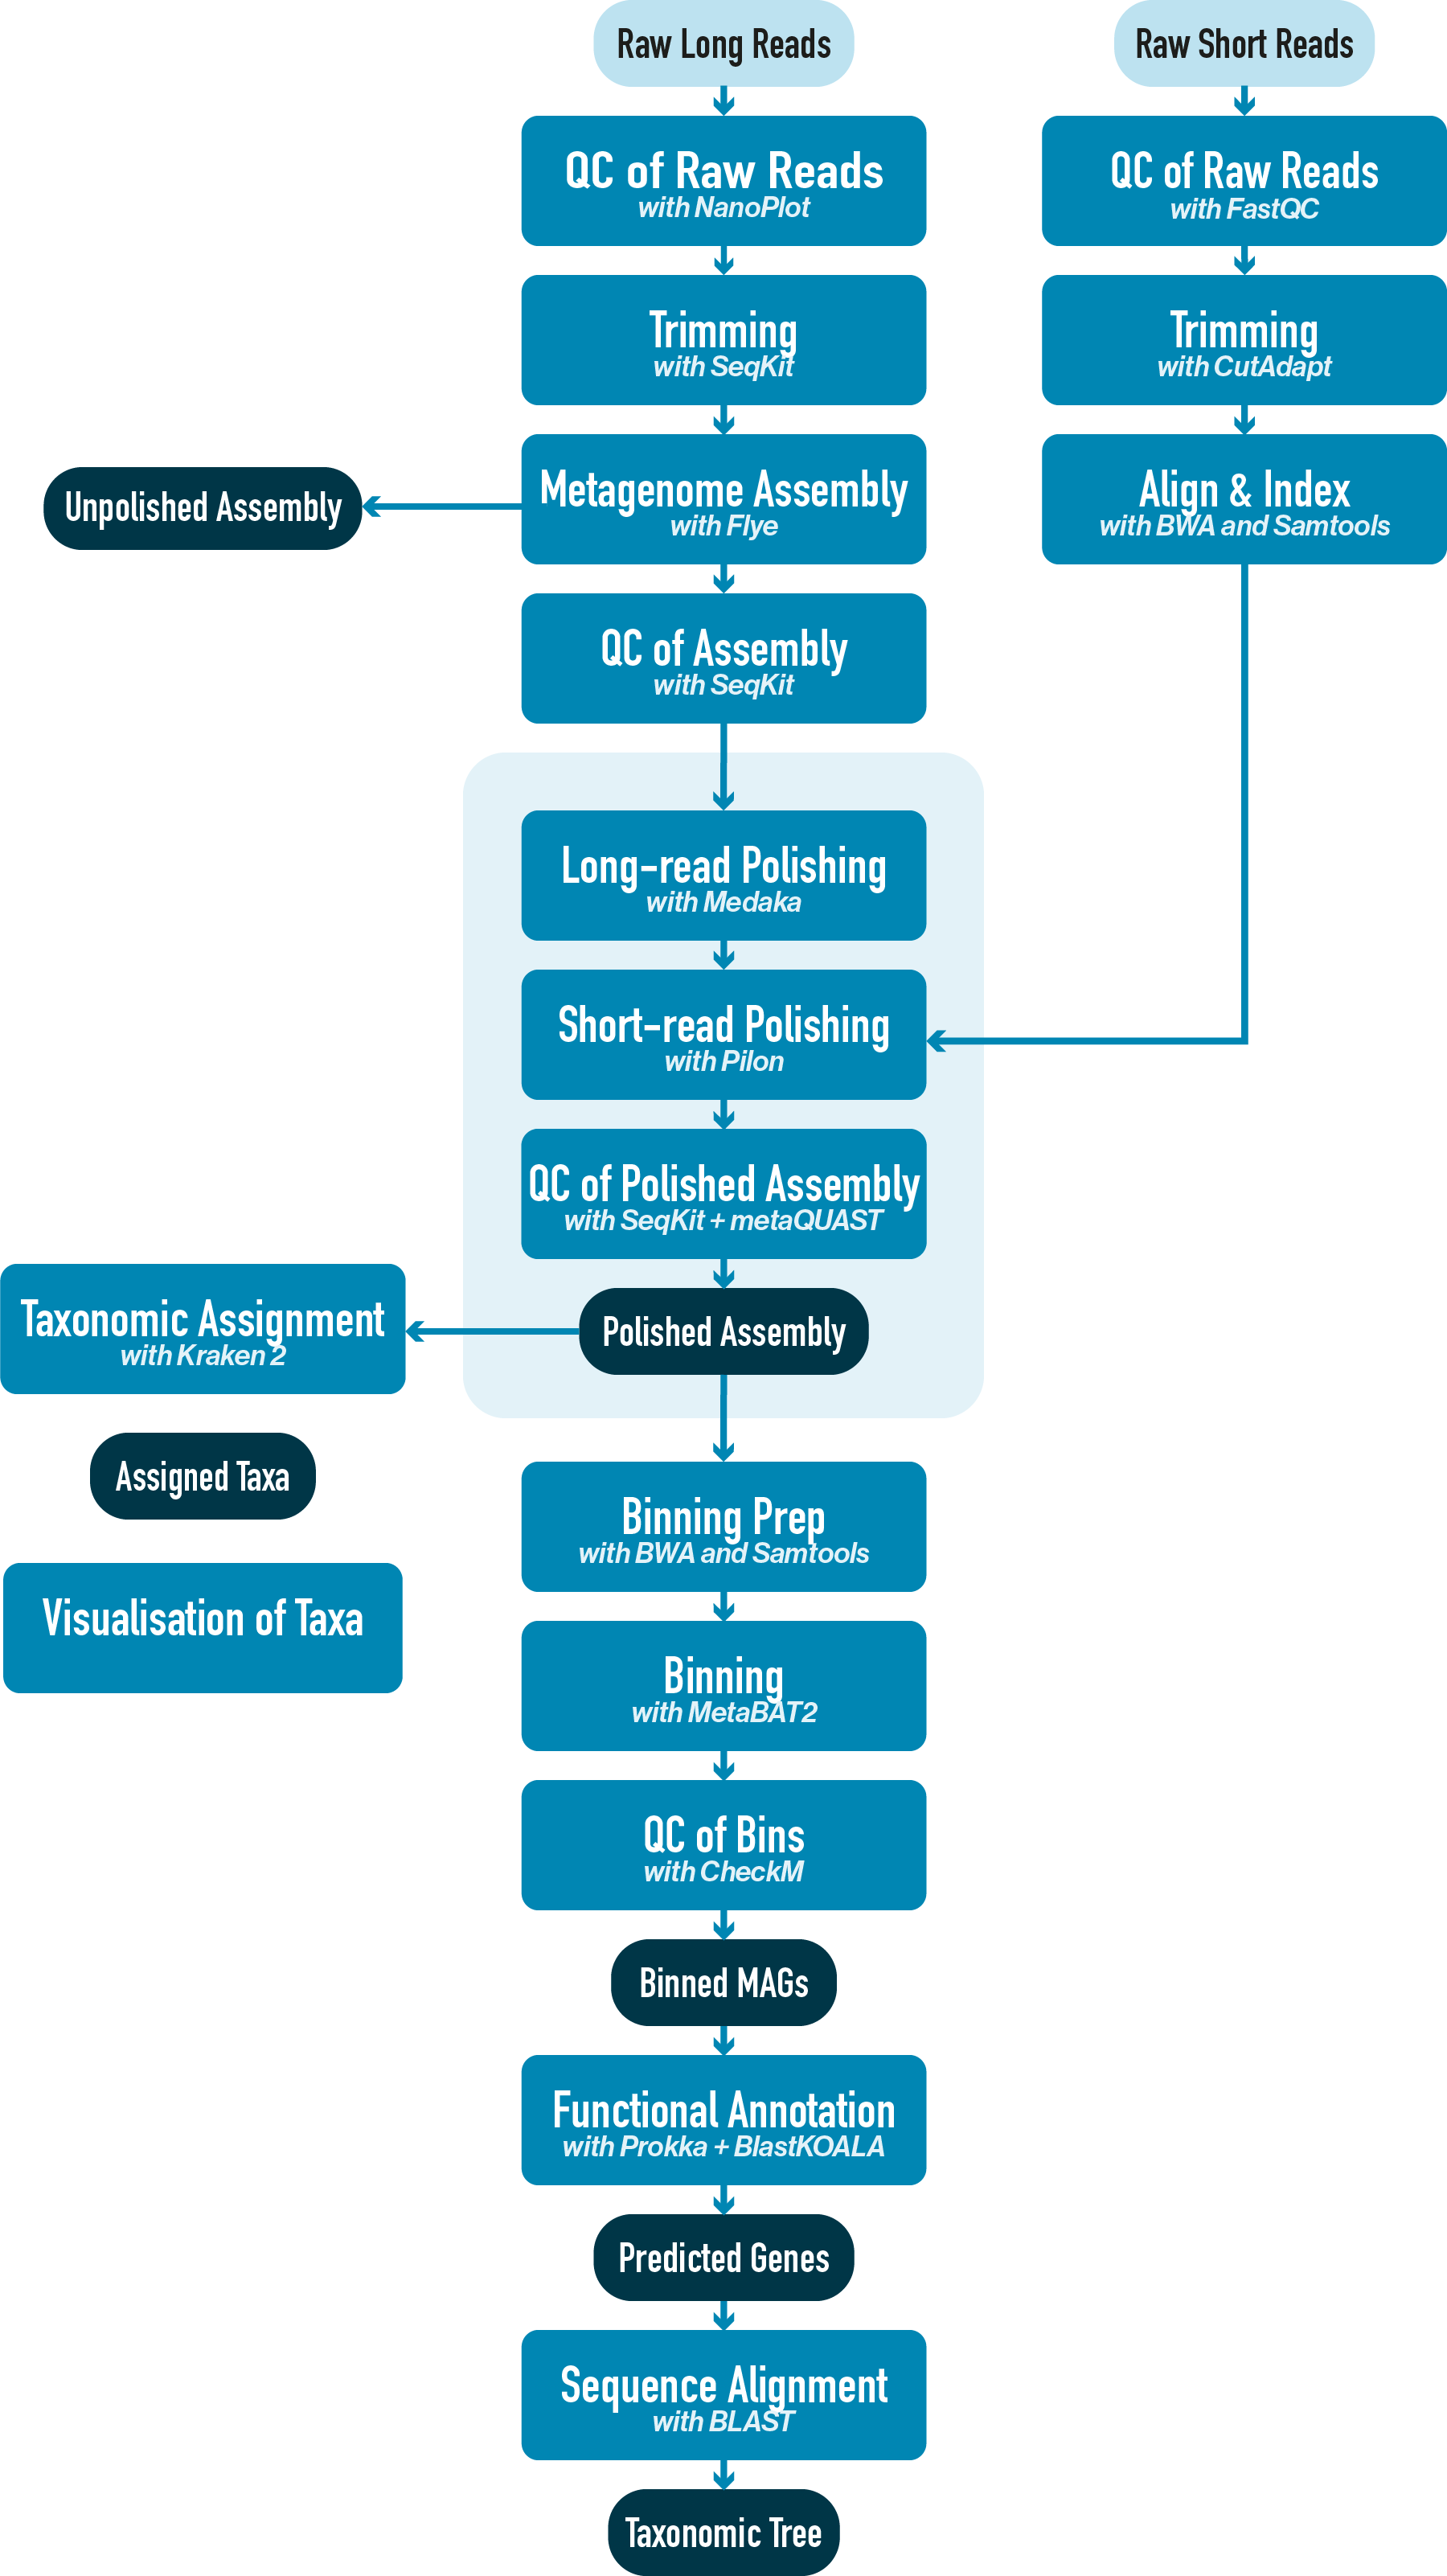 Raw Long Reads
Raw Short Reads
QC of Raw Reads
with NanoPlot
QC of Raw Reads
with FastQC
Trimming
with SeqKit
Trimming
with CutAdapt
Unpolished Assembly
Metagenome Assembly
with Flye
Align & Index
with BWA and Samtools
QC of Assembly
with SeqKit
Long-read Polishing
with Medaka
Short-read Polishing
with Pilon
QC of Polished Assembly
with SeqKit + metaQUAST
Taxonomic Assignment
with Kraken 2
Polished Assembly
Assigned Taxa
Binning Prep
with BWA and Samtools
Visualisation of Taxa
Binning
with MetaBAT2
QC of Bins
with CheckM
Binned MAGs
Functional Annotation
with Prokka + BlastKOALA
Predicted Genes
Sequence Alignment
with BLAST
Taxonomic Tree